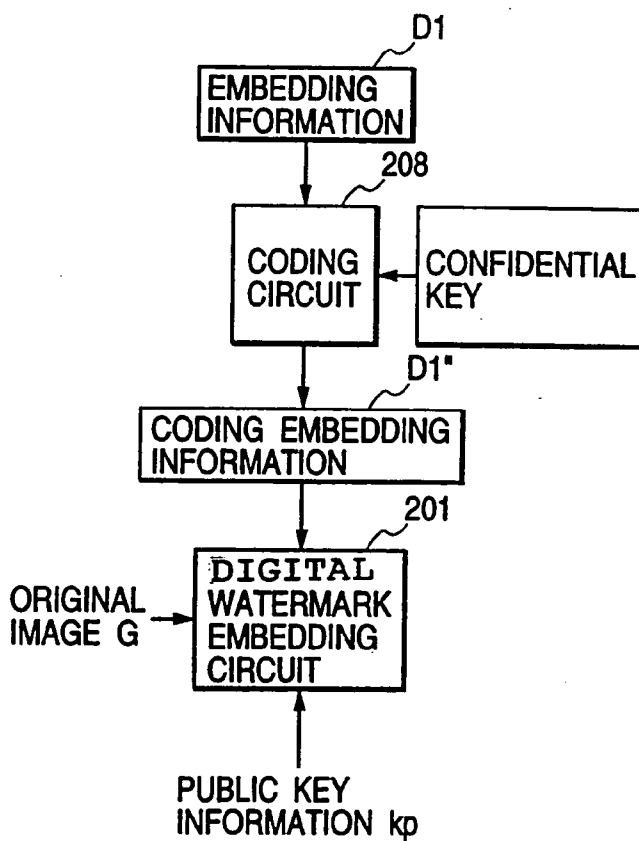 D1
EMBEDDING
INFORMATION
208
CODING
CIRCUIT
CONFIDENTIAL
KEY
D1"
CODING EMBEDDING
INFORMATION
201
DIGITAL
WATERMARK
EMBEDDING
CIRCUIT
ORIGINAL
IMAGE G
PUBLIC KEY
INFORMATION kp